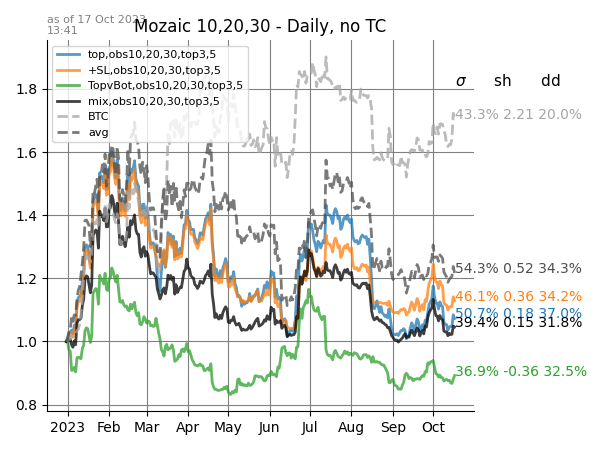 as of 17 Oct 2023
13:41
Mozaic 10,20,30 - Daily, no TC
top,obs10,20,30,top3,5
+SL,obs10,20,30,top3,5
TopvBot,obs10,20,30,top3,5
mix,obs10,20,30,top3,5
BTC
avg
σ sh dd
43.3% 2.21 20.0%
54.3% 0.52 34.3%
46.1% 0.36 34.2%
50.7% 0.18 37.0%
39.4% 0.15 31.8%
36.9% -0.36 32.5%
1.8
1.6
1.4
1.2
1.0
0.8
2023 Feb Mar Apr May Jun Jul Aug Sep Oct